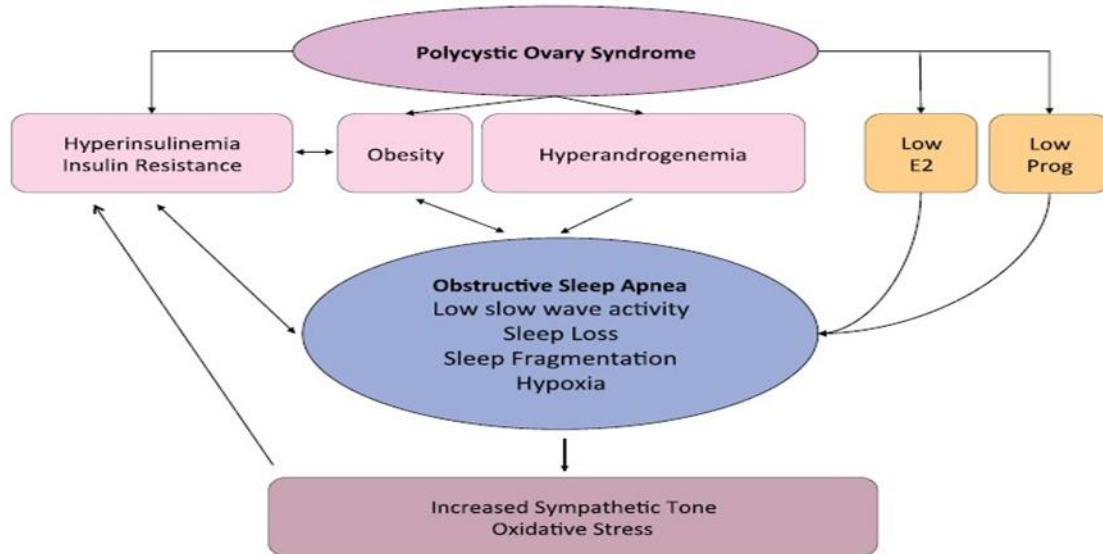 Polycystic Ovary Syndrome
Hyperinsulinemia
Insulin Resistance
Obesity
Hyperandrogenemia
Low
E2
Low
Prog
Obstructive Sleep Apnea
Low slow wave activity
Sleep Loss
Sleep Fragmentation
Hypoxia
Increased Sympathetic Tone
Oxidative Stress